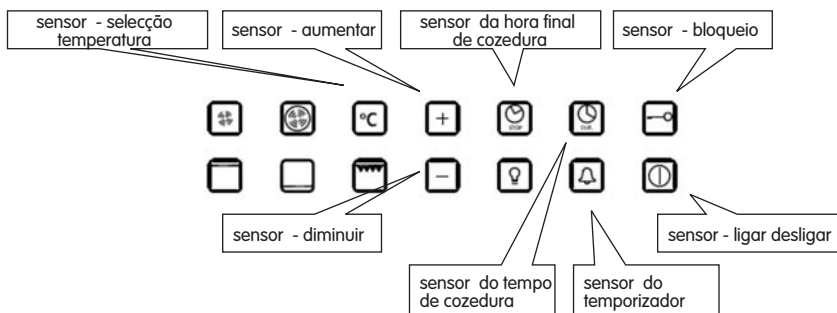 sensor - selecção
temperatura
sensor - aumentar
sensor da hora final
de cozedura
sensor - bloqueio
°C
+
STOP
DUR.
−
sensor - diminuir
sensor - ligar desligar
sensor do tempo
de cozedura
sensor do
temporizador